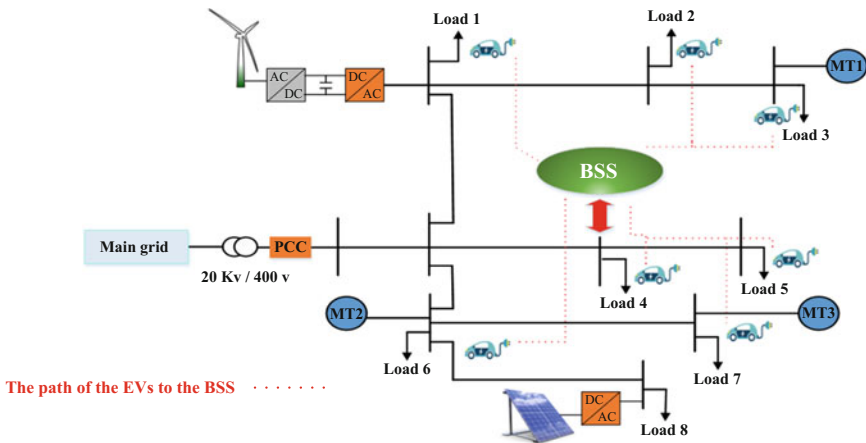 Load 1
Load 2
MT1
AC
DC
DC
AC
Load 3
BSS
Main grid
PCC
20 Kv / 400 v
Load 4
Load 5
MT2
MT3
Load 6
Load 7
The path of the EVs to the BSS
DC
AC
Load 8